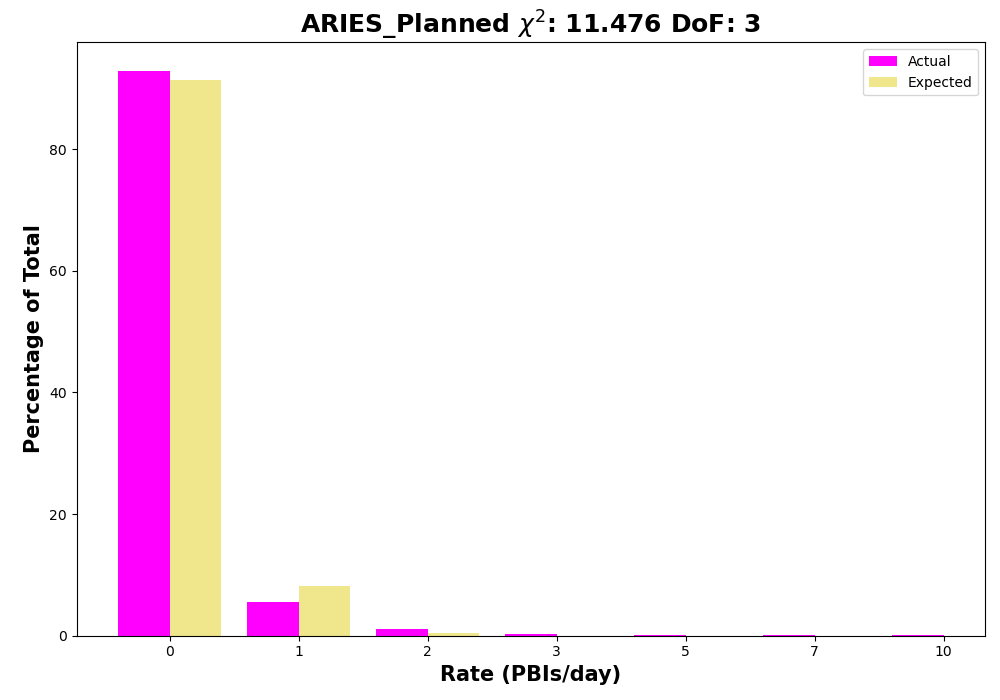 ARIES_Planned χ²: 11.476 DoF: 3
Actual
Expected
Percentage of Total
80
60
40
20
0
0 1 2 3 5 7 10
Rate (PBIs/day)